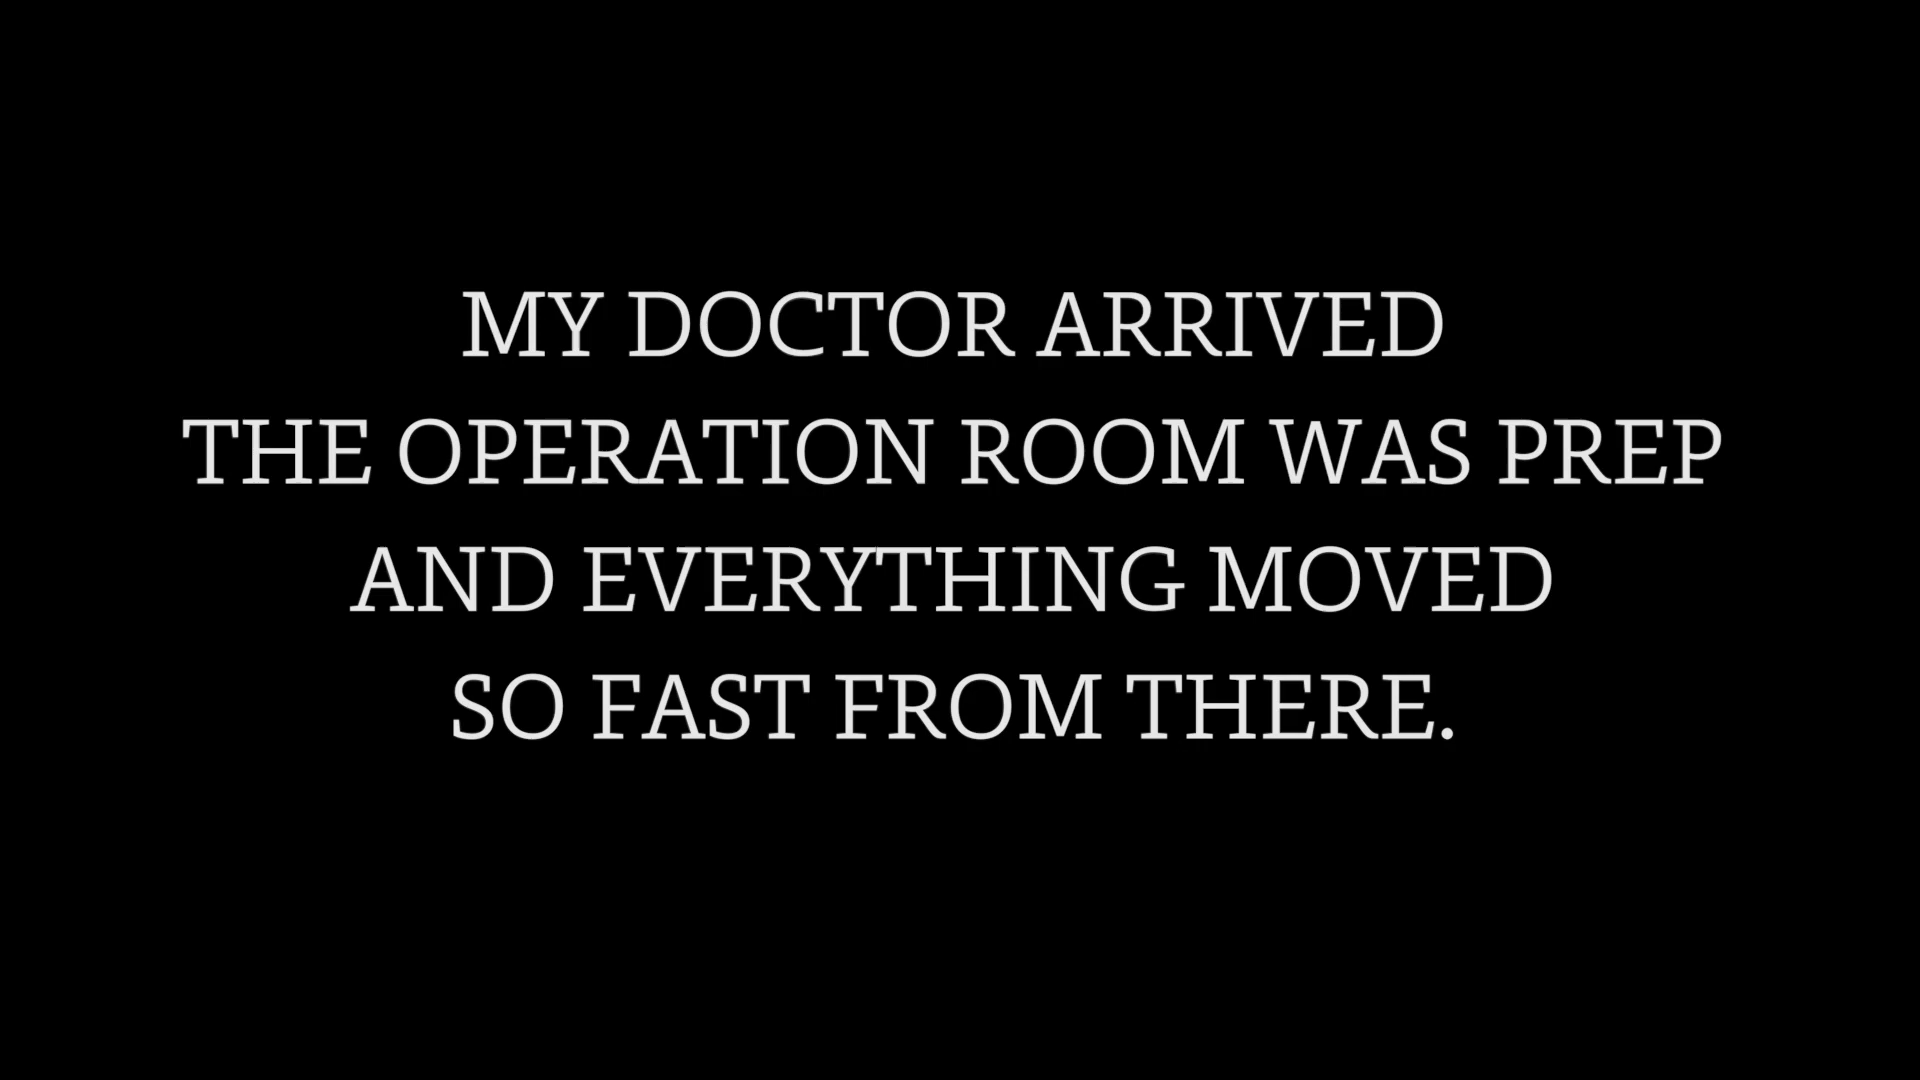 MY DOCTOR ARRIVED
THE OPERATION ROOM WAS PREP
AND EVERYTHING MOVED
SO FAST FROM THERE.